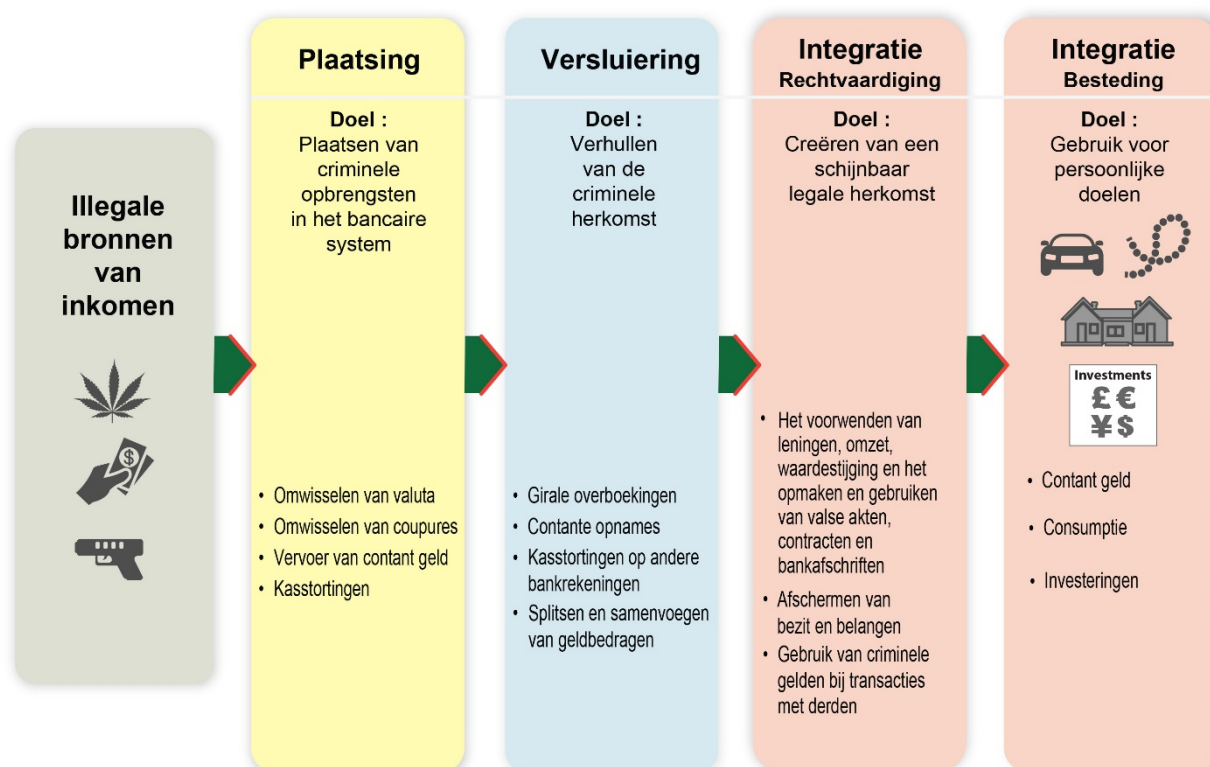 Illegale
bronnen
van
inkomen
Plaatsing
Doel :
Plaatsen van
criminele
opbrengsten
in het bancaire
system
• Omwisselen van valuta
• Omwisselen van coupures
• Vervoer van contant geld
• Kasstortingen
Versluiering
Doel :
Verhullen
van de
criminele
herkomst
• Girale overboekingen
• Contante opnames
• Kasstortingen op andere
bankrekeningen
• Splitsen en samenvoegen
van geldbedragen
Integratie
Rechtvaardiging
Doel :
Creëren van een
schijnbaar
legale herkomst
• Het voorwenden van
leningen, omzet,
waardestijging en het
opmaken en gebruiken
van valse akten,
contracten en
bankafschriften
• Afschermen van
bezit en belangen
• Gebruik van criminele
gelden bij transacties
met derden
Integratie
Besteding
Doel :
Gebruik voor
persoonlijke
doelen
Investments
£ €
¥ $
• Contant geld
• Consumptie
• Investeringen
$